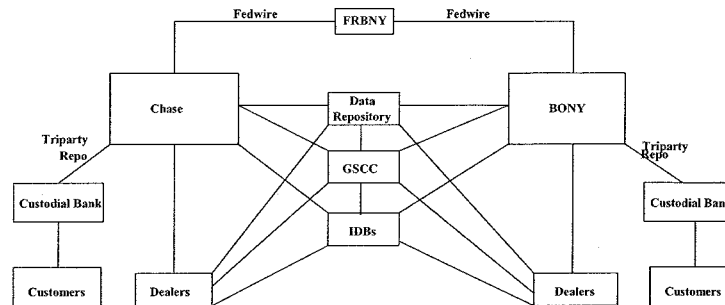 Fedwire
FRBNY
Fedwire
Chase
Data
Repository
BONY
Triparty
Repo
Triparty
Repo
GSCC
Custodial Bank
IDBs
Custodial Bank
Customers
Dealers
Dealers
Customers